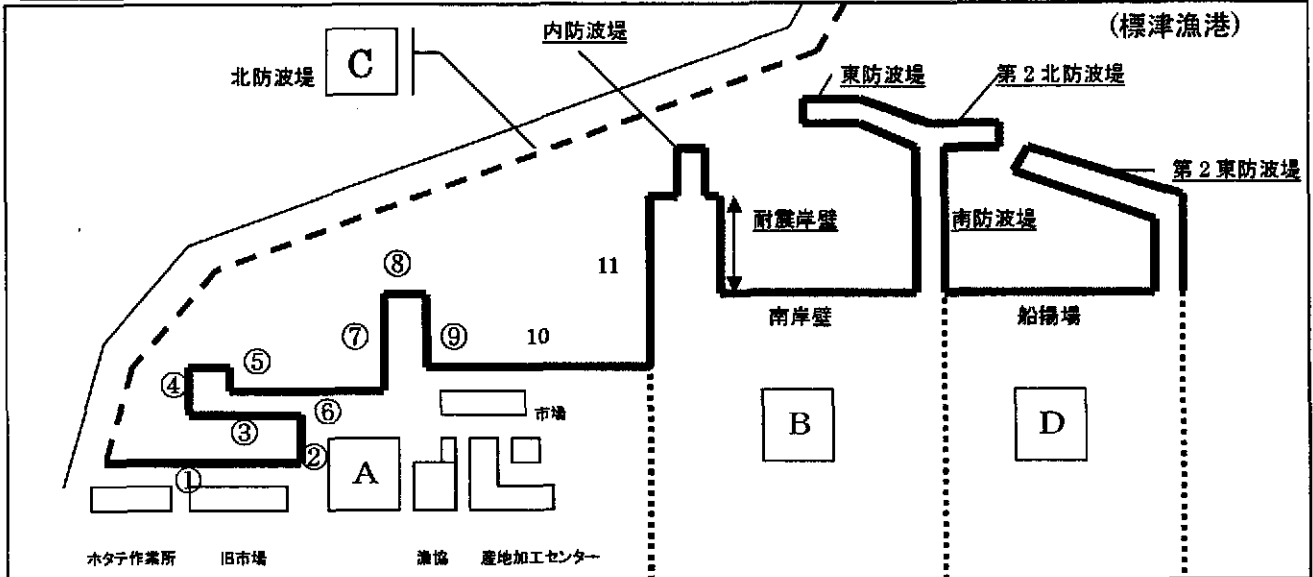 (標津漁港)
内防波堤
C
北防波堤
東防波堤
第2北防波堤
第2東防波堤
耐震岸壁
南防波堤
⑧
11
南岸壁
船揚場
⑦
⑨
10
⑤
④
⑥
市場
③
B
D
②
A
①
ホタテ作業所
旧市場
漁協
産地加工センター